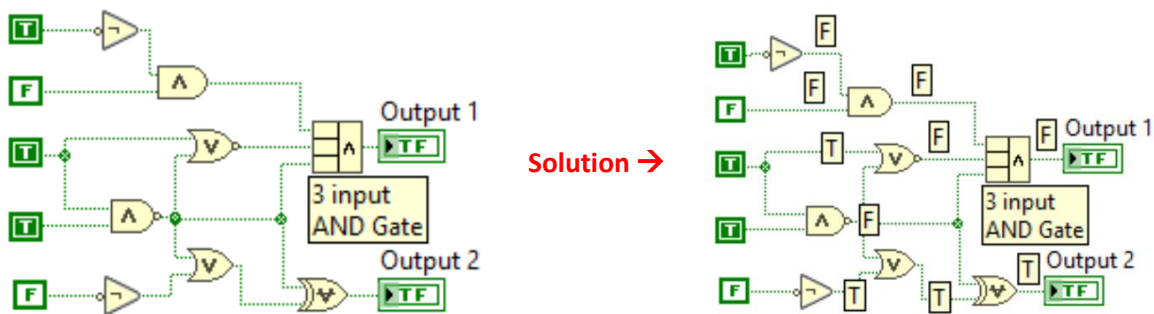 T
¬
F
∧
Output 1
T
V
∧
TF
3 input
AND Gate
T
∧
V
Output 2
F
¬
V
TF
Solution →
F
T
¬
F
F
F
∧
T
F
F
Output 1
T
V
∧
TF
3 input
AND Gate
T
∧
F
V
T
Output 2
F
¬
T
T
V
TF